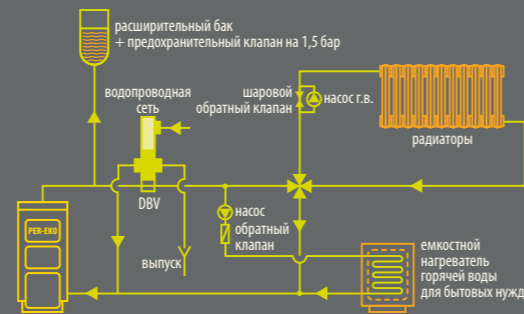 расширительный бак
+ предохранительный клапан на 1,5 бар
водопроводная
сеть
шаровой
обратный клапан
насос г.в.
радиаторы
DBV
насос
обратный
клапан
выпуск
PER-EKO
емкостной
нагреватель
горячей воды
для бытовых нужд